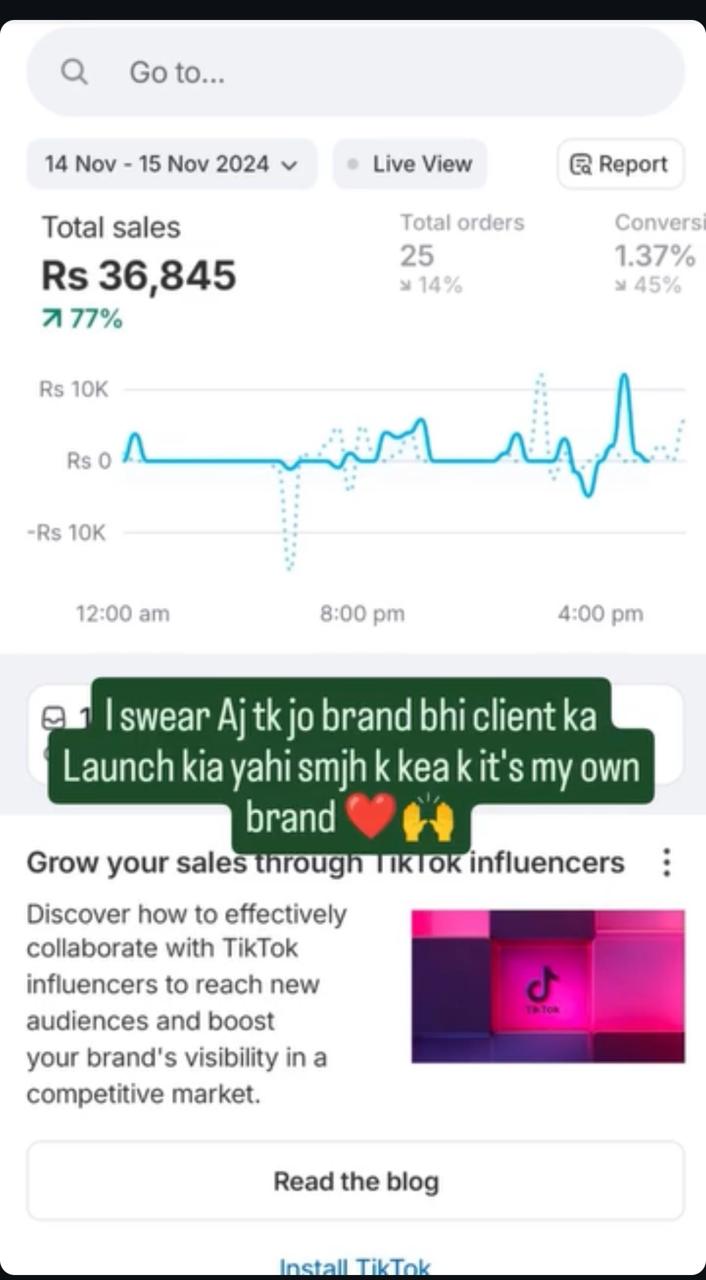 Go to...
14 Nov - 15 Nov 2024
Live View
Report
Total sales
Total orders
Conversi
Rs 36,845
25
1.37%
77%
14%
45%
Rs 10K
Rs 0
-Rs 10K
12:00 am
8:00 pm
4:00 pm
1
I swear Aj tk jo brand bhi client ka
Launch kia yahi smjh k kea k it's my own
brand ❤️🙌
Grow your sales through TikTok influencers
Discover how to effectively
collaborate with TikTok
influencers to reach new
audiences and boost
your brand's visibility in a
competitive market.
TikTok
Read the blog
Install TikTok